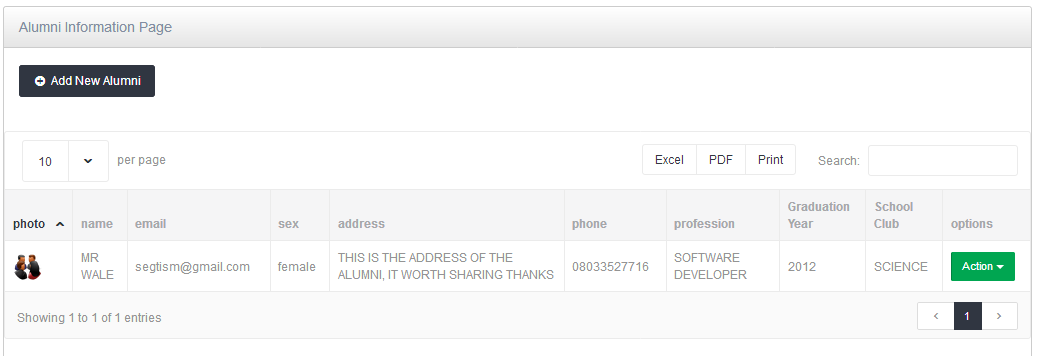 Alumni Information Page
Add New Alumni
10 per page Excel PDF Print Search:
photo name email sex address phone profession Graduation Year School Club options
MR WALE segtism@gmail.com female THIS IS THE ADDRESS OF THE ALUMNI, IT WORTH SHARING THANKS 08033527716 SOFTWARE DEVELOPER 2012 SCIENCE Action
Showing 1 to 1 of 1 entries
1